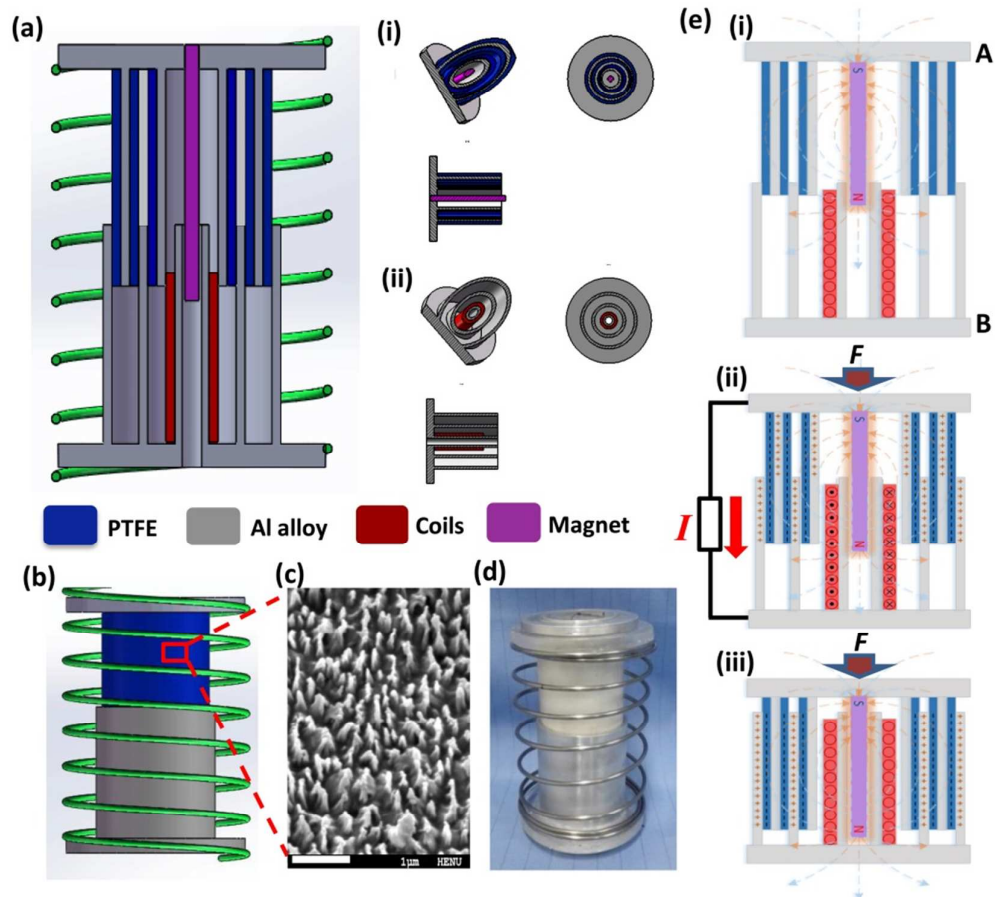 (a)
(i)
(ii)
PTFE
Al alloy
Coils
Magnet
(b)
(c)
1μm HENU
(d)
(e)
(i)
S
N
A
B
(ii)
F
S
N
I
(iii)
F
S
N